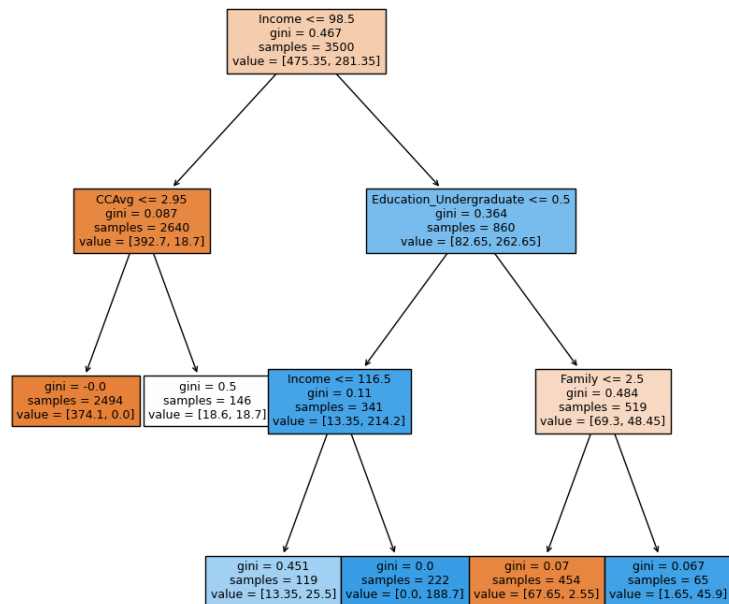 Income <= 98.5
gini = 0.467
samples = 3500
value = [475.35, 281.35]
CCAvg <= 2.95
gini = 0.087
samples = 2640
value = [392.7, 18.7]
Education_Undergraduate <= 0.5
gini = 0.364
samples = 860
value = [82.65, 262.65]
gini = -0.0
samples = 2494
value = [374.1, 0.0]
gini = 0.5
samples = 146
value = [18.6, 18.7]
Income <= 116.5
gini = 0.11
samples = 341
value = [13.35, 214.2]
Family <= 2.5
gini = 0.484
samples = 519
value = [69.3, 48.45]
gini = 0.451
samples = 119
value = [13.35, 25.5]
gini = 0.0
samples = 222
value = [0.0, 188.7]
gini = 0.07
samples = 454
value = [67.65, 2.55]
gini = 0.067
samples = 65
value = [1.65, 45.9]